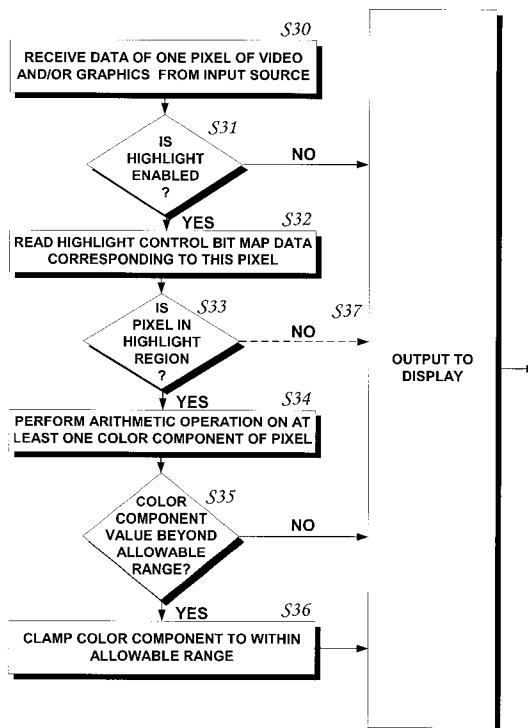 S30
RECEIVE DATA OF ONE PIXEL OF VIDEO
AND/OR GRAPHICS FROM INPUT SOURCE
S31
IS
HIGHLIGHT
ENABLED
?
NO
YES
S32
READ HIGHLIGHT CONTROL BIT MAP DATA
CORRESPONDING TO THIS PIXEL
S33
IS
PIXEL IN
HIGHLIGHT
REGION
?
NO
S37
OUTPUT TO
DISPLAY
YES
S34
PERFORM ARITHMETIC OPERATION ON AT
LEAST ONE COLOR COMPONENT OF PIXEL
S35
COLOR
COMPONENT
VALUE BEYOND
ALLOWABLE
RANGE?
NO
YES
S36
CLAMP COLOR COMPONENT TO WITHIN
ALLOWABLE RANGE